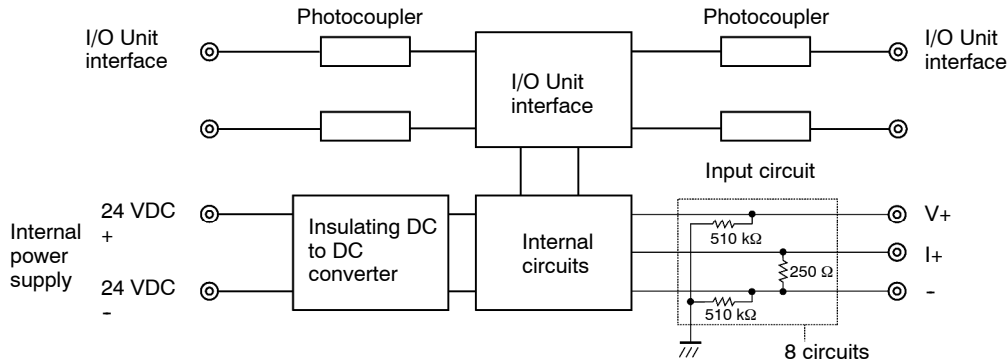 Photocoupler
Photocoupler
I/O Unit
interface
I/O Unit
interface
I/O Unit
interface
Input circuit
Internal
power
supply
24 VDC
+
24 VDC
-
Insulating DC
to DC
converter
Internal
circuits
510 kΩ
250 Ω
510 kΩ
V+
I+
-
8 circuits